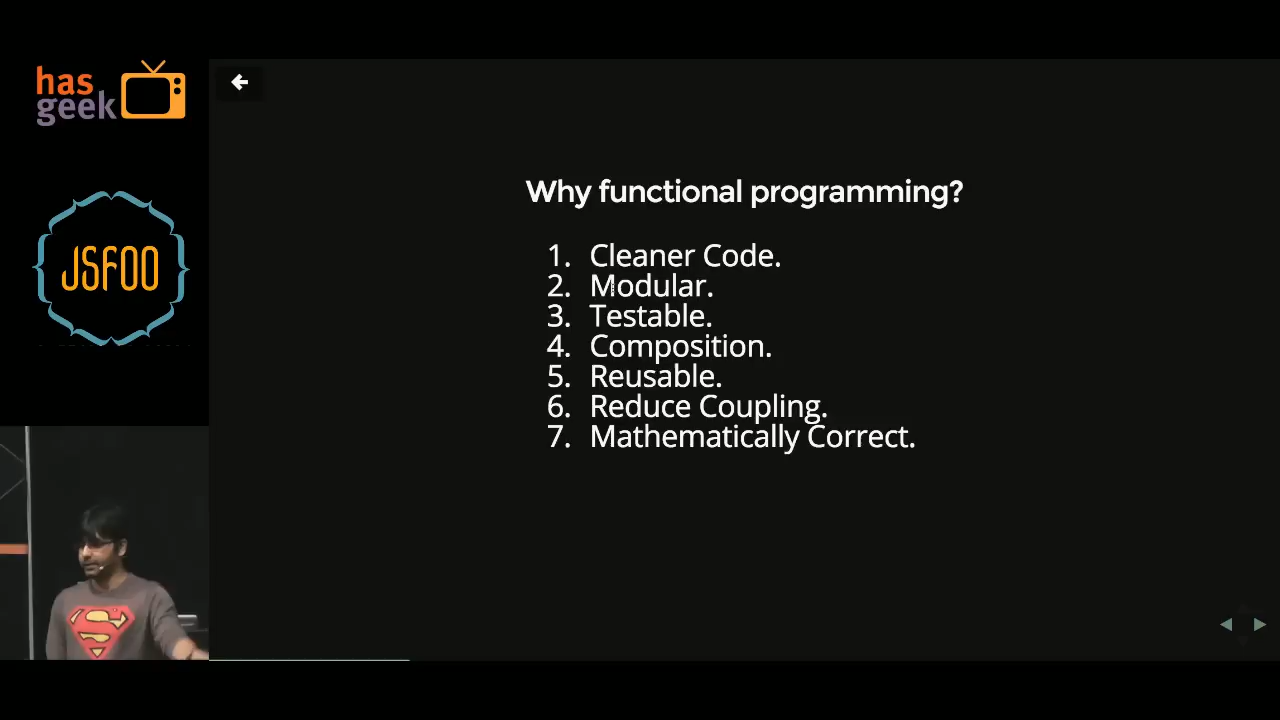 has
geek
JSFOO
Why functional programming?
1. Cleaner Code.
2. Modular.
3. Testable.
4. Composition.
5. Reusable.
6. Reduce Coupling.
7. Mathematically Correct.
S